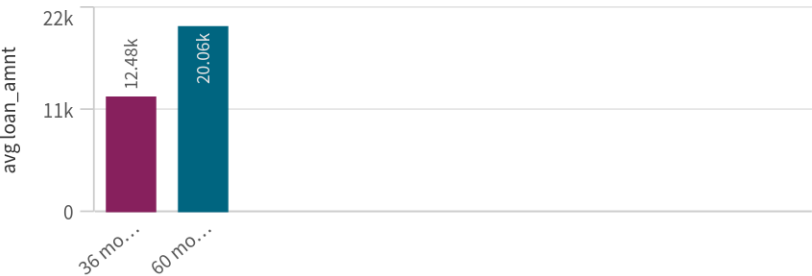 avg loan_amnt
22k
11k
0
12.48k
20.06k
36 mo…
60 mo…